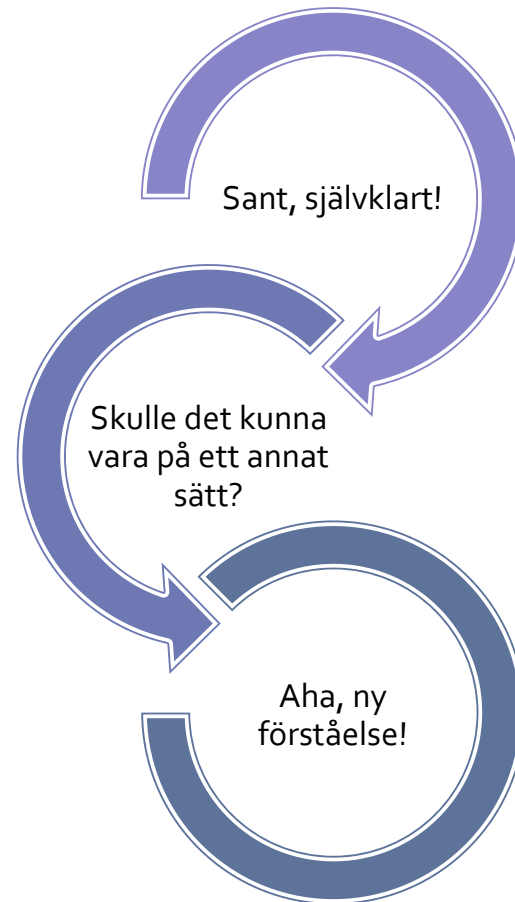 Sant, självklart!
Skulle det kunna
vara på ett annat
sätt?
Aha, ny
förståelse!